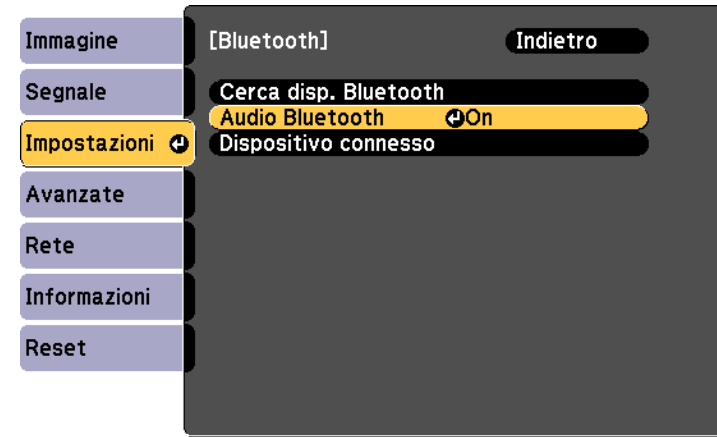 Immagine
Segnale
Impostazioni
Avanzate
Rete
Informazioni
Reset
[Bluetooth]
Indietro
Cerca disp. Bluetooth
Audio Bluetooth On
Dispositivo connesso